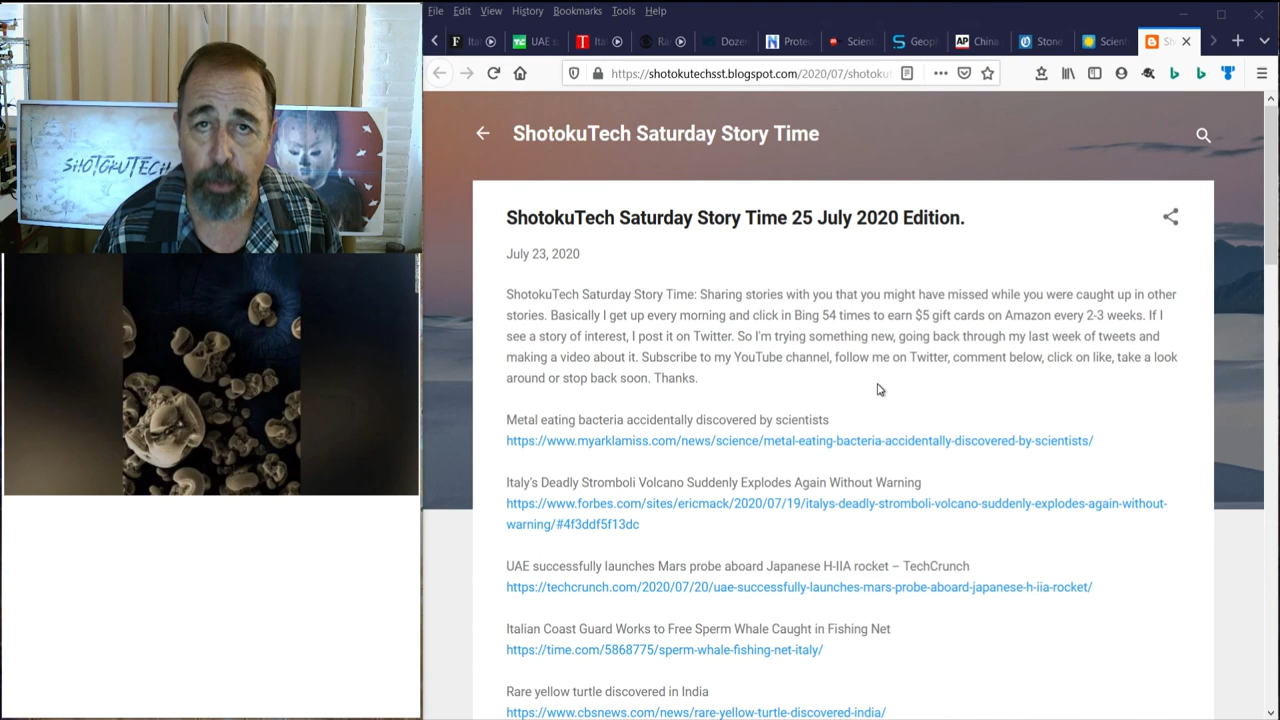 SHOTOKUTECH
File Edit View History Bookmarks Tools Help
UAE s Dozer Protes Scient Geopl China Stone Scient
https://shotokutechsst.blogspot.com/2020/07/shotoku
ShotokuTech Saturday Story Time
ShotokuTech Saturday Story Time 25 July 2020 Edition.
July 23, 2020
ShotokuTech Saturday Story Time: Sharing stories with you that you might have missed while you were caught up in other
stories. Basically I get up every morning and click in Bing 54 times to earn $5 gift cards on Amazon every 2-3 weeks. If I
see a story of interest, I post it on Twitter. So I'm trying something new, going back through my last week of tweets and
making a video about it. Subscribe to my YouTube channel, follow me on Twitter, comment below, click on like, take a look
around or stop back soon. Thanks.
Metal eating bacteria accidentally discovered by scientists
https://www.myarklamiss.com/news/science/metal-eating-bacteria-accidentally-discovered-by-scientists/
Italy's Deadly Stromboli Volcano Suddenly Explodes Again Without Warning
https://www.forbes.com/sites/ericmack/2020/07/19/italys-deadly-stromboli-volcano-suddenly-explodes-again-without-
warning/#4f3ddf5f13dc
UAE successfully launches Mars probe aboard Japanese H-IIA rocket – TechCrunch
https://techcrunch.com/2020/07/20/uae-successfully-launches-mars-probe-aboard-japanese-h-iia-rocket/
Italian Coast Guard Works to Free Sperm Whale Caught in Fishing Net
https://time.com/5868775/sperm-whale-fishing-net-italy/
Rare yellow turtle discovered in India
https://www.cbsnews.com/news/rare-yellow-turtle-discovered-india/